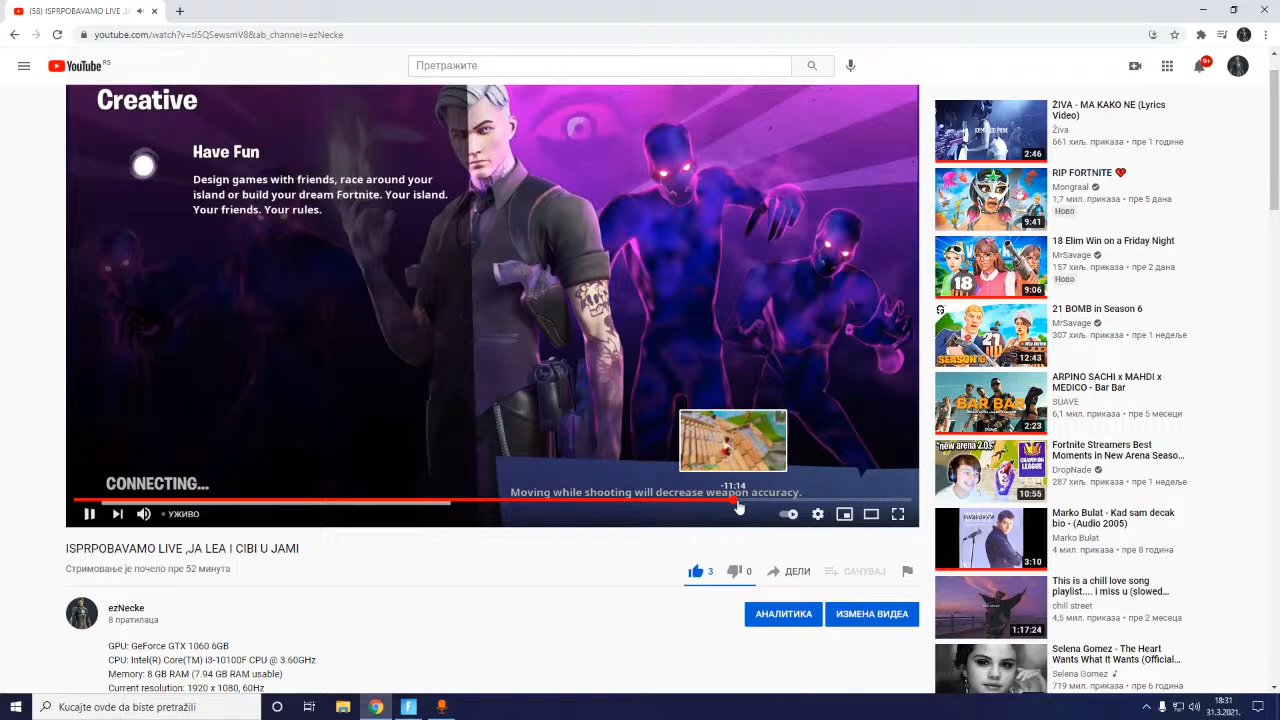 (58) ISPRPOBAVAMO LIVE ,JA
youtube.com/watch?v=ti5QSewsmV8&ab_channel=ezNecke
YouTube RS
Претражите
9+
Creative
Have Fun
Design games with friends, race around your
island or build your dream Fortnite. Your island.
Your friends. Your rules.
CONNECTING...
Moving while shooting will decrease weapon accuracy.
-11:14
УЖИВО
ISPRPOBAVAMO LIVE ,JA LEA I CIBI U JAMI
Стримовање је почело пре 52 минута
3
0
ДЕЛИ
САЧУВАЈ
ezNecke
8 пратилаца
АНАЛИТИКА
ИЗМЕНА ВИДЕА
GPU: GeForce GTX 1060 6GB
CPU: Intel(R) Core(TM) i3-10100F CPU @ 3.60GHz
Memory: 8 GB RAM (7.94 GB RAM usable)
Current resolution: 1920 x 1080, 60Hz
2:46
ŽIVA - MA KAKO NE (Lyrics
Video)
Živa
661 хиљ. приказа • пре 1 године
9:41
RIP FORTNITE 💔
Mongraal
1,7 мил. приказа • пре 5 дана
Ново
18
9:06
18 Elim Win on a Friday Night
MrSavage
157 хиљ. приказа • пре 2 дана
Ново
21
SEASON 6
12:43
21 BOMB in Season 6
MrSavage
307 хиљ. приказа • пре 1 недеље
BAR BAR
2:23
ARPINO SACHI x MAHDI x
MEDICO - Bar Bar
SUAVE
6,1 мил. приказа • пре 5 месеци
"new arena 2.0."
CHAMPION
LEAGUE
10:55
Fortnite Streamers Best
Moments in New Arena Seaso...
DropNade
287 хиљ. приказа • пре 1 недеље
3:10
Marko Bulat - Kad sam decak
bio - (Audio 2005)
Marko Bulat
4 мил. приказа • пре 8 година
1:17:24
This is a chill love song
playlist.... i miss u (slowed...
chill street
4,5 мил. приказа • пре 2 месеца
Selena Gomez - The Heart
Wants What It Wants (Official...
Selena Gomez
719 мил. приказа • пре 6 година
Kucajte ovde da biste pretražili
18:31
31.3.2021.